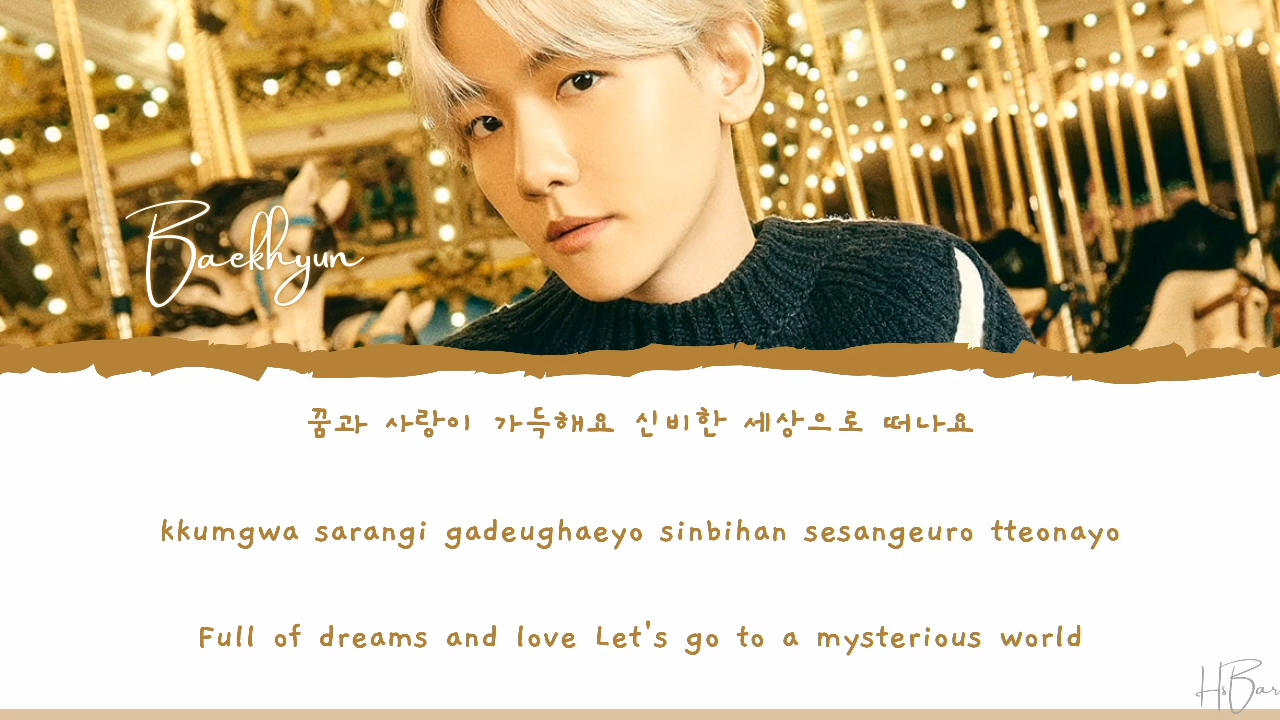 Baekhyun
꿈과 사랑이 가득해요 신비한 세상으로 떠나요
kkumgwa sarangi gadeughaeyo sinbihan sesangeuro tteonayo
Full of dreams and love Let's go to a mysterious world
HsBar